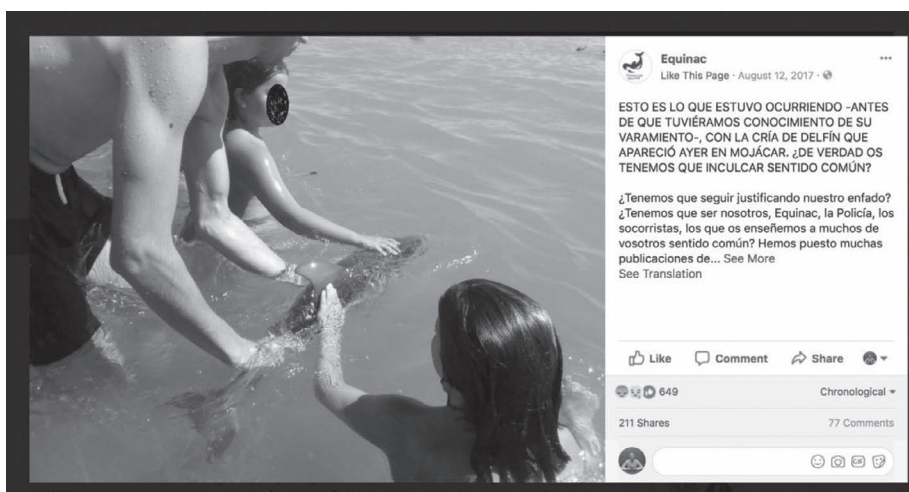 Equinac
Like This Page · August 12, 2017 ·
ESTO ES LO QUE ESTUVO OCURRIENDO -ANTES
DE QUE TUVIÉRAMOS CONOCIMIENTO DE SU
VARAMIENTO-, CON LA CRÍA DE DELFÍN QUE
APARECIÓ AYER EN MOJÁCAR. ¿DE VERDAD OS
TENEMOS QUE INCULCAR SENTIDO COMÚN?
¿Tenemos que seguir justificando nuestro enfado?
¿Tenemos que ser nosotros, Equinac, la Policía, los
socorristas, los que os enseñemos a muchos de
vosotros sentido común? Hemos puesto muchas
publicaciones de... See More
See Translation
Like Comment Share
649 Chronological
211 Shares 77 Comments
GIF